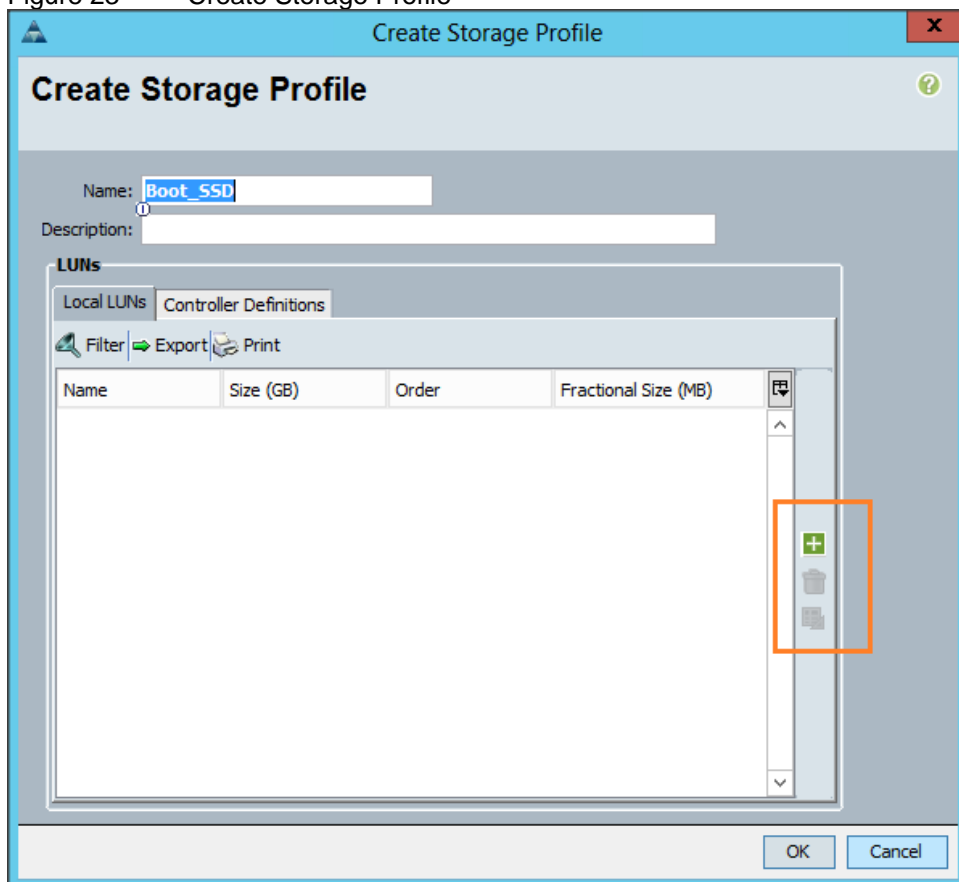 Create Storage Profile
x
Create Storage Profile
?
Name: Boot_SSD
Description:
LUNs
Local LUNs Controller Definitions
Filter Export Print
Name Size (GB) Order Fractional Size (MB)
OK Cancel